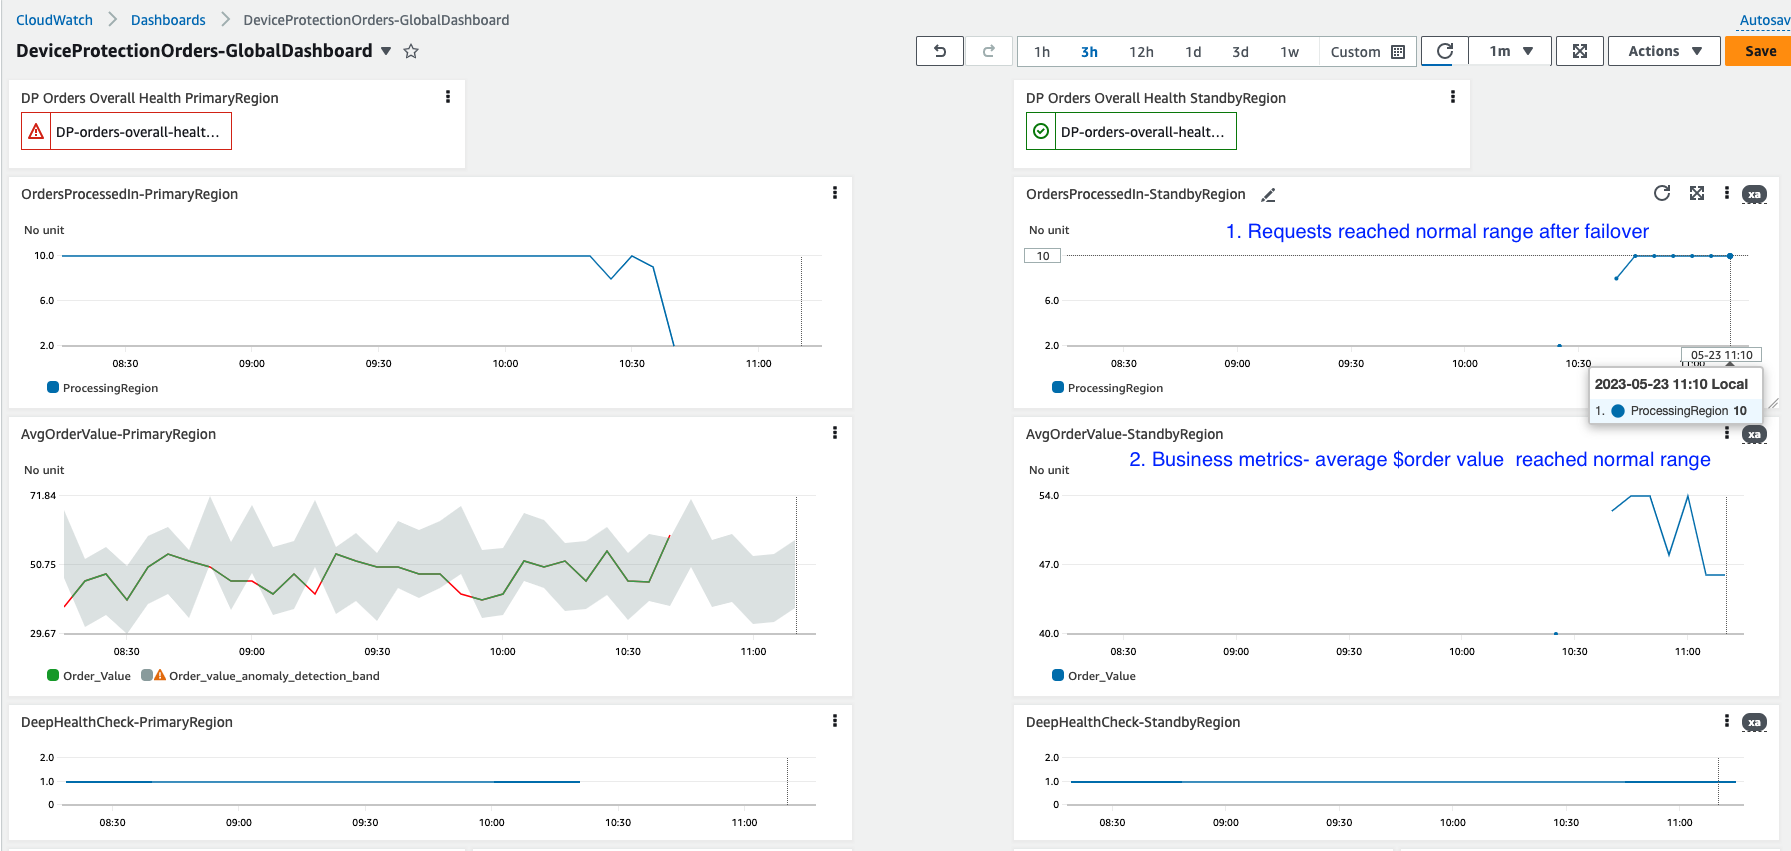 CloudWatch > Dashboards > DeviceProtectionOrders-GlobalDashboard
Autosav
DeviceProtectionOrders-GlobalDashboard
1h 3h 12h 1d 3d 1w Custom 1m Actions Save
DP Orders Overall Health PrimaryRegion
DP-orders-overall-healt...
DP Orders Overall Health StandbyRegion
DP-orders-overall-healt...
OrdersProcessedIn-PrimaryRegion
No unit
10.0
6.0
2.0
08:30 09:00 09:30 10:00 10:30 11:00
ProcessingRegion
OrdersProcessedIn-StandbyRegion
xa
No unit
1. Requests reached normal range after failover
10
6.0
2.0
08:30 09:00 09:30 10:00 10:30 11:00
05-23 11:10
ProcessingRegion
2023-05-23 11:10 Local
1. ProcessingRegion 10
AvgOrderValue-PrimaryRegion
No unit
71.84
50.75
29.67
08:30 09:00 09:30 10:00 10:30 11:00
Order_Value Order_value_anomaly_detection_band
AvgOrderValue-StandbyRegion
xa
2. Business metrics- average $order value reached normal range
No unit
54.0
47.0
40.0
08:30 09:00 09:30 10:00 10:30 11:00
Order_Value
DeepHealthCheck-PrimaryRegion
2.0
1.0
0
08:30 09:00 09:30 10:00 10:30 11:00
DeepHealthCheck-StandbyRegion
xa
2.0
1.0
0
08:30 09:00 09:30 10:00 10:30 11:00